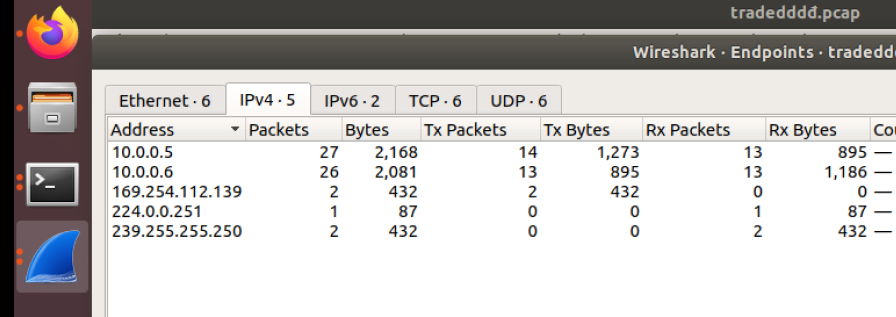 tradedddđ.pcap
Wireshark · Endpoints · tradedd
Ethernet · 6 IPv4 · 5 IPv6 · 2 TCP · 6 UDP · 6
Address Packets Bytes Tx Packets Tx Bytes Rx Packets Rx Bytes Co
10.0.0.5 27 2,168 14 1,273 13 895 —
10.0.0.6 26 2,081 13 895 13 1,186 —
169.254.112.139 2 432 2 432 0 0 —
224.0.0.251 1 87 0 0 1 87 —
239.255.255.250 2 432 0 0 2 432 —